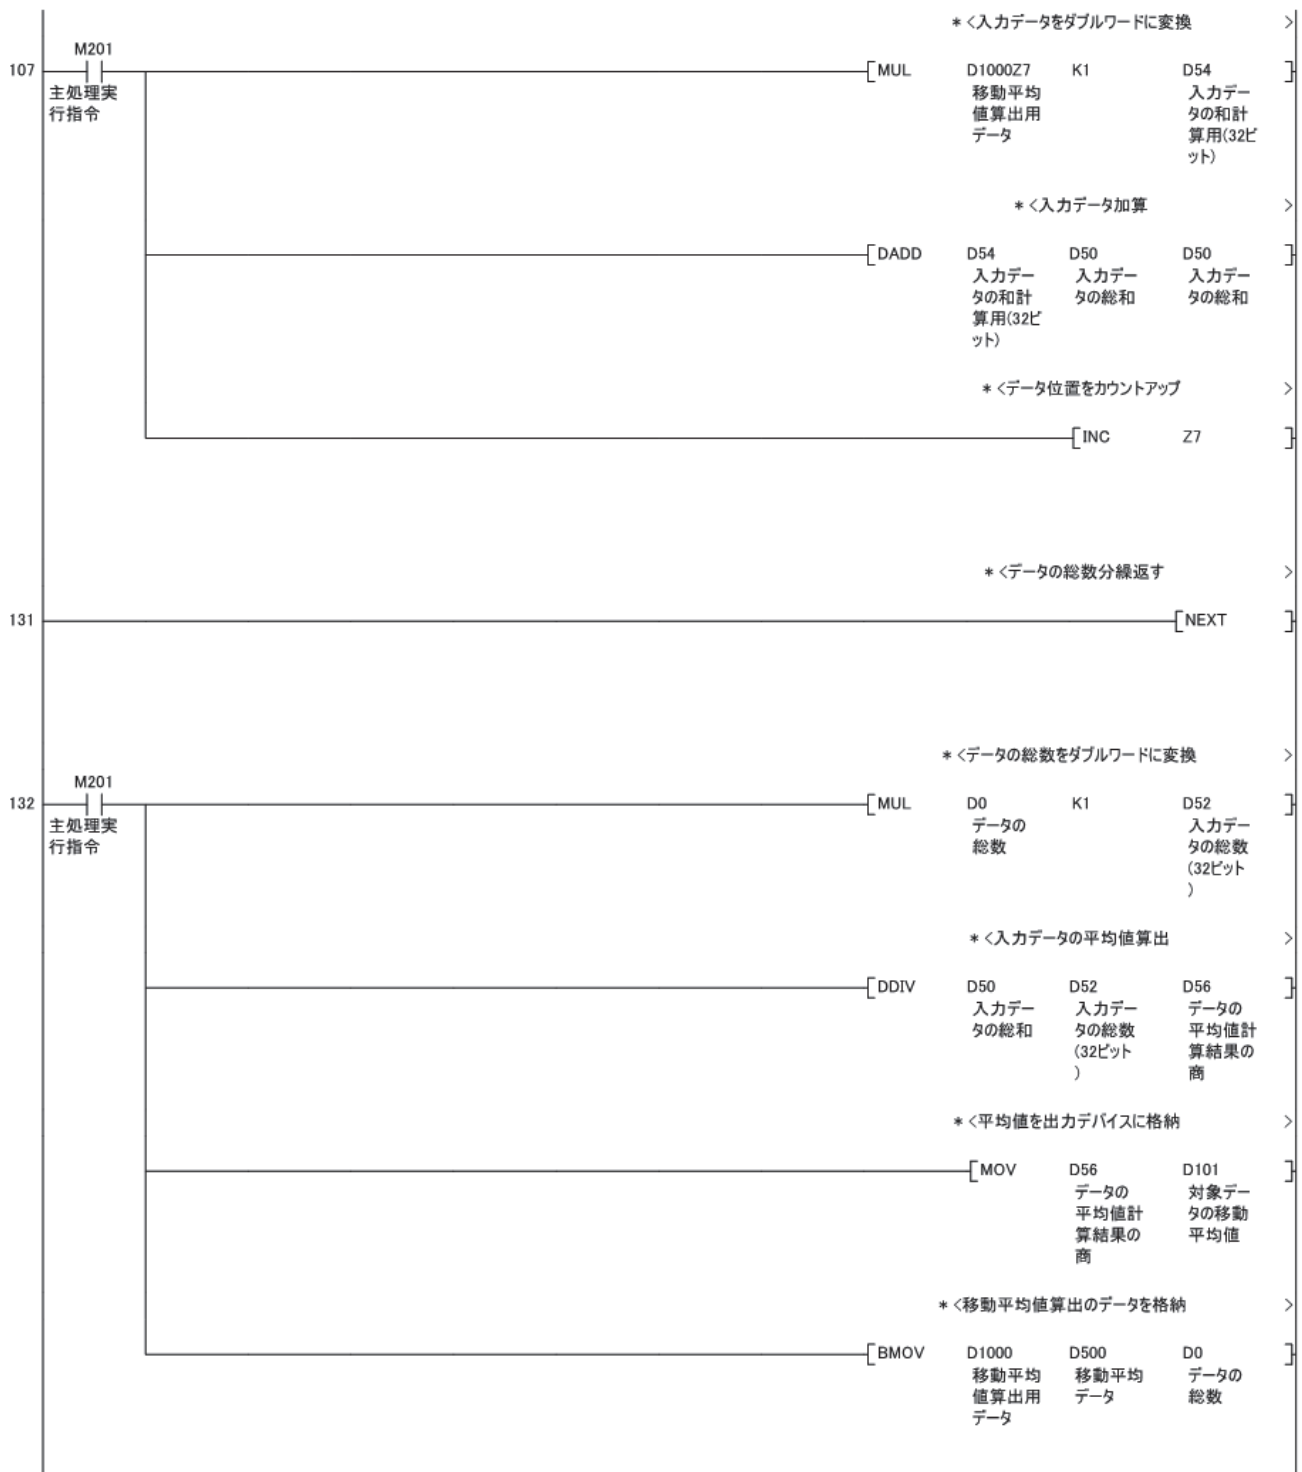 *<入力データをダブルワードに変換 >
M201
107 [MUL D1000Z7 K1 D54 ]
主処理実
行指令
移動平均
値算出用
データ
入力デー
タの和計
算用(32ビ
ット)
*<入力データ加算 >
[DADD D54 D50 D50 ]
入力デー
タの和計
算用(32ビ
ット)
入力デー
タの総和
入力デー
タの総和
*<データ位置をカウントアップ >
[INC Z7 ]
*<データの総数分繰返す >
131 [NEXT ]
*<データの総数をダブルワードに変換 >
M201
132 [MUL D0 K1 D52 ]
主処理実
行指令
データの
総数
入力デー
タの総数
(32ビット
)
*<入力データの平均値算出 >
[DDIV D50 D52 D56 ]
入力デー
タの総和
入力デー
タの総数
(32ビット
)
データの
平均値計
算結果の
商
*<平均値を出力デバイスに格納 >
[MOV D56 D101 ]
データの
平均値計
算結果の
商
対象デー
タの移動
平均値
*<移動平均値算出のデータを格納 >
[BMOV D1000 D500 D0 ]
移動平均
値算出用
データ
移動平均
データ
データの
総数